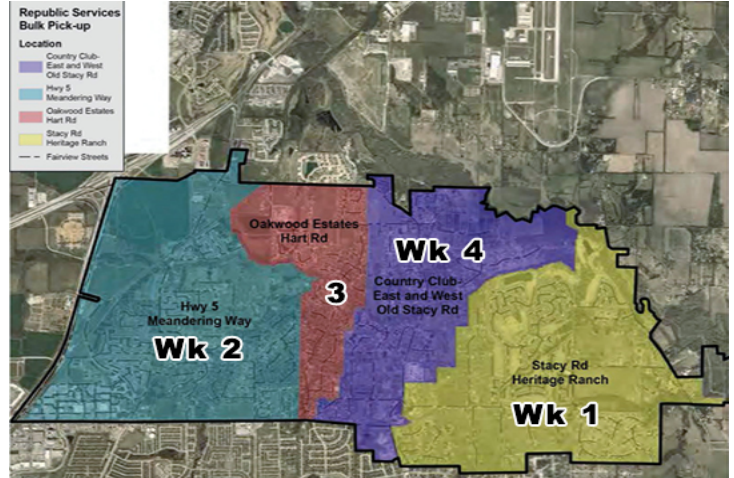 Republic Services
Bulk Pick-up
Location
Country Club-
East and West
Old Stacy Rd
Hwy 5
Meandering Way
Oakwood Estates
Hart Rd
Stacy Rd
Heritage Ranch
Fairview Streets
Oakwood Estates
Hart Rd
Wk 4
Country Club-
East and West
Old Stacy Rd
3
Hwy 5
Meandering Way
Wk 2
Stacy Rd
Heritage Ranch
Wk 1